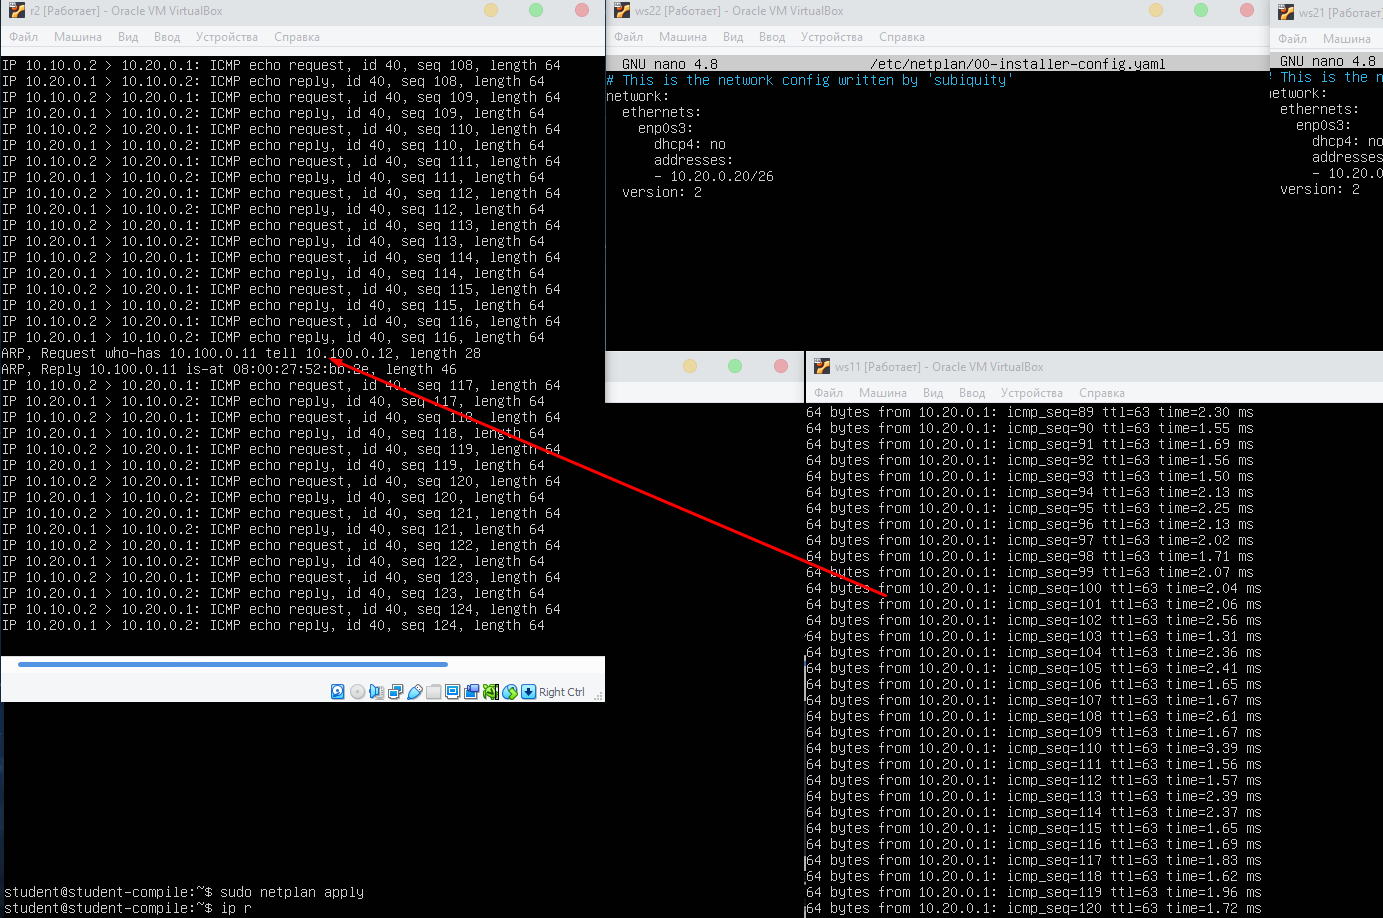 r2 [Работает] - Oracle VM VirtualBox
Файл Машина Вид Ввод Устройства Справка
IP 10.10.0.2 > 10.20.0.1: ICMP echo request, id 40, seq 108, length 64
IP 10.20.0.1 > 10.10.0.2: ICMP echo reply, id 40, seq 108, length 64
IP 10.10.0.2 > 10.20.0.1: ICMP echo request, id 40, seq 109, length 64
IP 10.20.0.1 > 10.10.0.2: ICMP echo reply, id 40, seq 109, length 64
IP 10.10.0.2 > 10.20.0.1: ICMP echo request, id 40, seq 110, length 64
IP 10.20.0.1 > 10.10.0.2: ICMP echo reply, id 40, seq 110, length 64
IP 10.10.0.2 > 10.20.0.1: ICMP echo request, id 40, seq 111, length 64
IP 10.20.0.1 > 10.10.0.2: ICMP echo reply, id 40, seq 111, length 64
IP 10.10.0.2 > 10.20.0.1: ICMP echo request, id 40, seq 112, length 64
IP 10.20.0.1 > 10.10.0.2: ICMP echo reply, id 40, seq 112, length 64
IP 10.10.0.2 > 10.20.0.1: ICMP echo request, id 40, seq 113, length 64
IP 10.20.0.1 > 10.10.0.2: ICMP echo reply, id 40, seq 113, length 64
IP 10.10.0.2 > 10.20.0.1: ICMP echo request, id 40, seq 114, length 64
IP 10.20.0.1 > 10.10.0.2: ICMP echo reply, id 40, seq 114, length 64
IP 10.10.0.2 > 10.20.0.1: ICMP echo request, id 40, seq 115, length 64
IP 10.20.0.1 > 10.10.0.2: ICMP echo reply, id 40, seq 115, length 64
IP 10.10.0.2 > 10.20.0.1: ICMP echo request, id 40, seq 116, length 64
IP 10.20.0.1 > 10.10.0.2: ICMP echo reply, id 40, seq 116, length 64
ARP, Request who-has 10.100.0.11 tell 10.100.0.12, length 28
ARP, Reply 10.100.0.11 is-at length 46
IP 10.10.0.2 > 10.20.0.1: ICMP echo request, id 40, seq 117, length 64
IP 10.20.0.1 > 10.10.0.2: ICMP echo reply, id 40, seq 117, length 64
IP 10.10.0.2 > 10.20.0.1: ICMP echo request, id 40, seq 118, length 64
IP 10.20.0.1 > 10.10.0.2: ICMP echo reply, id 40, seq 118, length 64
IP 10.10.0.2 > 10.20.0.1: ICMP echo request, id 40, seq 119, length 64
IP 10.20.0.1 > 10.10.0.2: ICMP echo reply, id 40, seq 119, length 64
IP 10.10.0.2 > 10.20.0.1: ICMP echo request, id 40, seq 120, length 64
IP 10.20.0.1 > 10.10.0.2: ICMP echo reply, id 40, seq 120, length 64
IP 10.10.0.2 > 10.20.0.1: ICMP echo request, id 40, seq 121, length 64
IP 10.20.0.1 > 10.10.0.2: ICMP echo reply, id 40, seq 121, length 64
IP 10.10.0.2 > 10.20.0.1: ICMP echo request, id 40, seq 122, length 64
IP 10.20.0.1 > 10.10.0.2: ICMP echo reply, id 40, seq 122, length 64
IP 10.10.0.2 > 10.20.0.1: ICMP echo request, id 40, seq 123, length 64
IP 10.20.0.1 > 10.10.0.2: ICMP echo reply, id 40, seq 123, length 64
IP 10.10.0.2 > 10.20.0.1: ICMP echo request, id 40, seq 124, length 64
IP 10.20.0.1 > 10.10.0.2: ICMP echo reply, id 40, seq 124, length 64
Right Ctrl
student@student-compile:~$ sudo netplan apply
student@student-compile:~$ ip r
ws22 [Работает] - Oracle VM VirtualBox
Файл Машина Вид Ввод Устройства Справка
GNU nano 4.8 /etc/netplan/00-installer-config.yaml
# This is the network config written by 'subiquity'
network:
ethernets:
enp0s3:
dhcp4: no
addresses:
- 10.20.0.20/26
version: 2
ws21 [Работает]
Файл Машина
GNU nano 4.8
# This is the n
network:
ethernets:
enp0s3:
dhcp4: no
addresses
- 10.20.0
version: 2
ws11 [Работает] - Oracle VM VirtualBox
Файл Машина Вид Ввод Устройства Справка
64 bytes from 10.20.0.1: icmp_seq=89 ttl=63 time=2.30 ms
64 bytes from 10.20.0.1: icmp_seq=90 ttl=63 time=1.55 ms
64 bytes from 10.20.0.1: icmp_seq=91 ttl=63 time=1.69 ms
64 bytes from 10.20.0.1: icmp_seq=92 ttl=63 time=1.56 ms
64 bytes from 10.20.0.1: icmp_seq=93 ttl=63 time=1.50 ms
64 bytes from 10.20.0.1: icmp_seq=94 ttl=63 time=2.13 ms
64 bytes from 10.20.0.1: icmp_seq=95 ttl=63 time=2.25 ms
64 bytes from 10.20.0.1: icmp_seq=96 ttl=63 time=2.13 ms
64 bytes from 10.20.0.1: icmp_seq=97 ttl=63 time=2.02 ms
64 bytes from 10.20.0.1: icmp_seq=98 ttl=63 time=1.71 ms
64 bytes from 10.20.0.1: icmp_seq=99 ttl=63 time=2.07 ms
64 bytes from 10.20.0.1: icmp_seq=100 ttl=63 time=2.04 ms
64 bytes from 10.20.0.1: icmp_seq=101 ttl=63 time=2.06 ms
64 bytes from 10.20.0.1: icmp_seq=102 ttl=63 time=2.56 ms
64 bytes from 10.20.0.1: icmp_seq=103 ttl=63 time=1.31 ms
64 bytes from 10.20.0.1: icmp_seq=104 ttl=63 time=2.36 ms
64 bytes from 10.20.0.1: icmp_seq=105 ttl=63 time=2.41 ms
64 bytes from 10.20.0.1: icmp_seq=106 ttl=63 time=1.65 ms
64 bytes from 10.20.0.1: icmp_seq=107 ttl=63 time=1.67 ms
64 bytes from 10.20.0.1: icmp_seq=108 ttl=63 time=2.61 ms
64 bytes from 10.20.0.1: icmp_seq=109 ttl=63 time=1.67 ms
64 bytes from 10.20.0.1: icmp_seq=110 ttl=63 time=3.39 ms
64 bytes from 10.20.0.1: icmp_seq=111 ttl=63 time=1.56 ms
64 bytes from 10.20.0.1: icmp_seq=112 ttl=63 time=1.57 ms
64 bytes from 10.20.0.1: icmp_seq=113 ttl=63 time=2.39 ms
64 bytes from 10.20.0.1: icmp_seq=114 ttl=63 time=2.37 ms
64 bytes from 10.20.0.1: icmp_seq=115 ttl=63 time=1.65 ms
64 bytes from 10.20.0.1: icmp_seq=116 ttl=63 time=1.69 ms
64 bytes from 10.20.0.1: icmp_seq=117 ttl=63 time=1.83 ms
64 bytes from 10.20.0.1: icmp_seq=118 ttl=63 time=1.62 ms
64 bytes from 10.20.0.1: icmp_seq=119 ttl=63 time=1.96 ms
64 bytes from 10.20.0.1: icmp_seq=120 ttl=63 time=1.72 ms